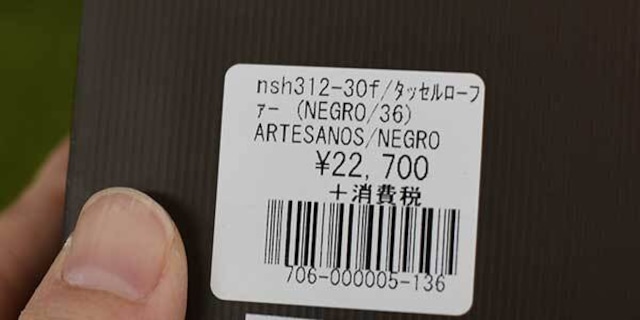 nsh312-30f/タッセルローフ
ァー (NEGRO/36)
ARTESANOS/NEGRO
¥22,700
+消費税
706-000005-136